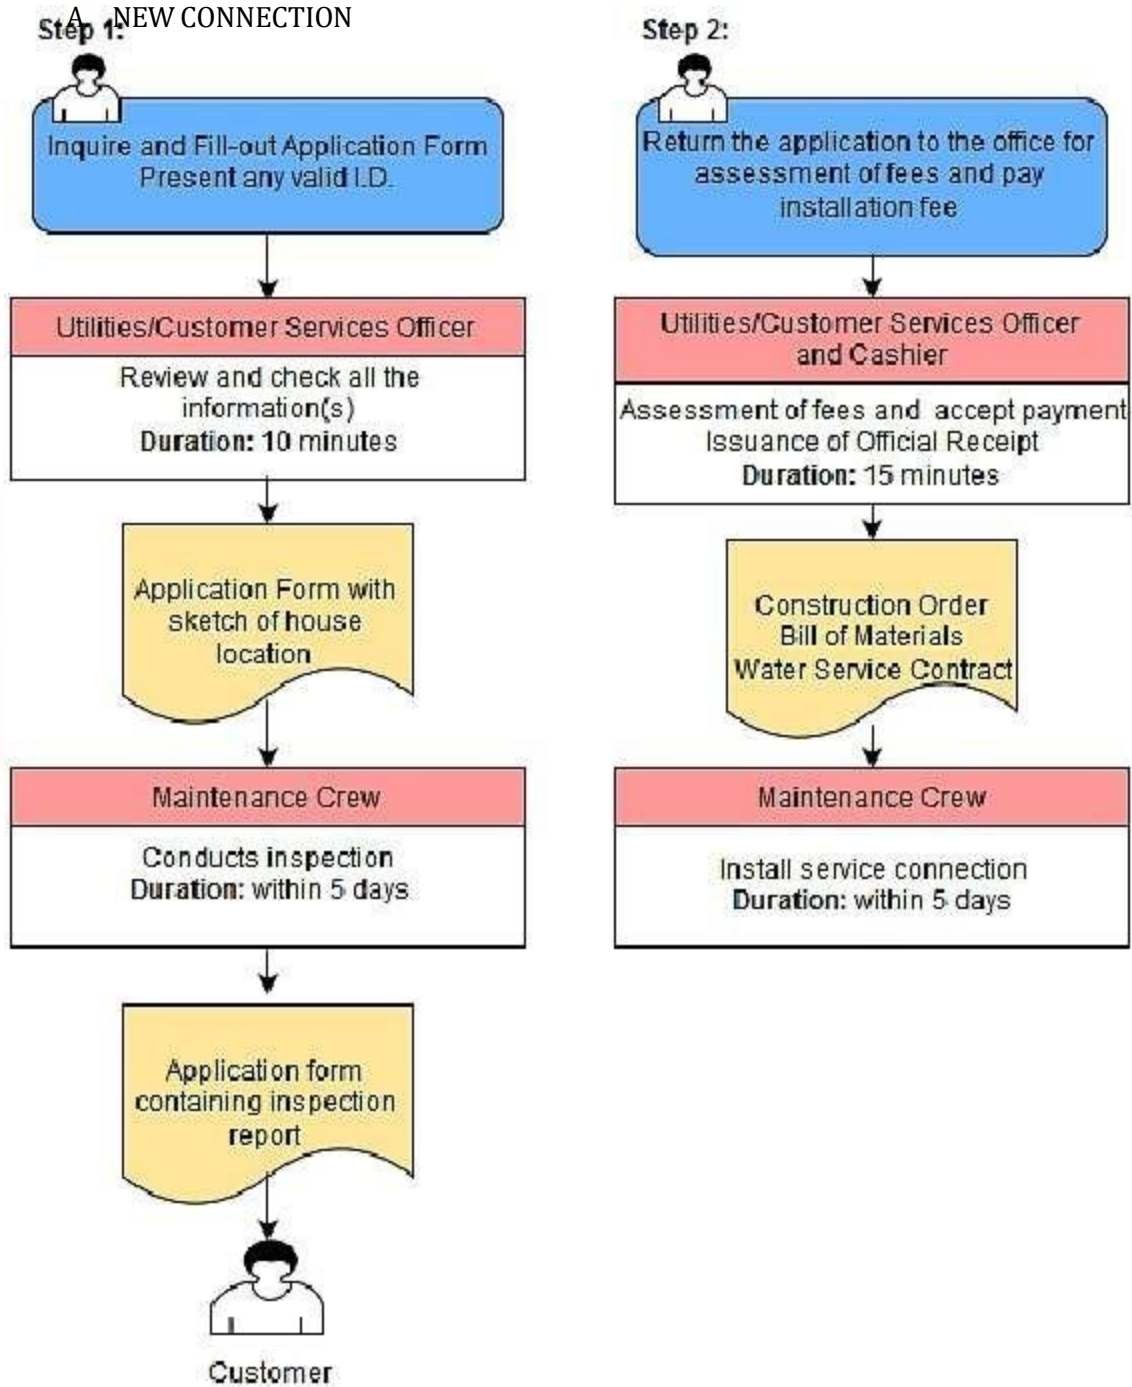 A. NEW CONNECTION
Step 1:
Inquire and Fill-out Application Form
Present any valid I.D.
Utilities/Customer Services Officer
Review and check all the
information(s)
Duration: 10 minutes
Application Form with
sketch of house
location
Maintenance Crew
Conducts inspection
Duration: within 5 days
Application form
containing inspection
report
Customer
Step 2:
Return the application to the office for
assessment of fees and pay
installation fee
Utilities/Customer Services Officer
and Cashier
Assessment of fees and accept payment
Issuance of Official Receipt
Duration: 15 minutes
Construction Order
Bill of Materials
Water Service Contract
Maintenance Crew
Install service connection
Duration: within 5 days